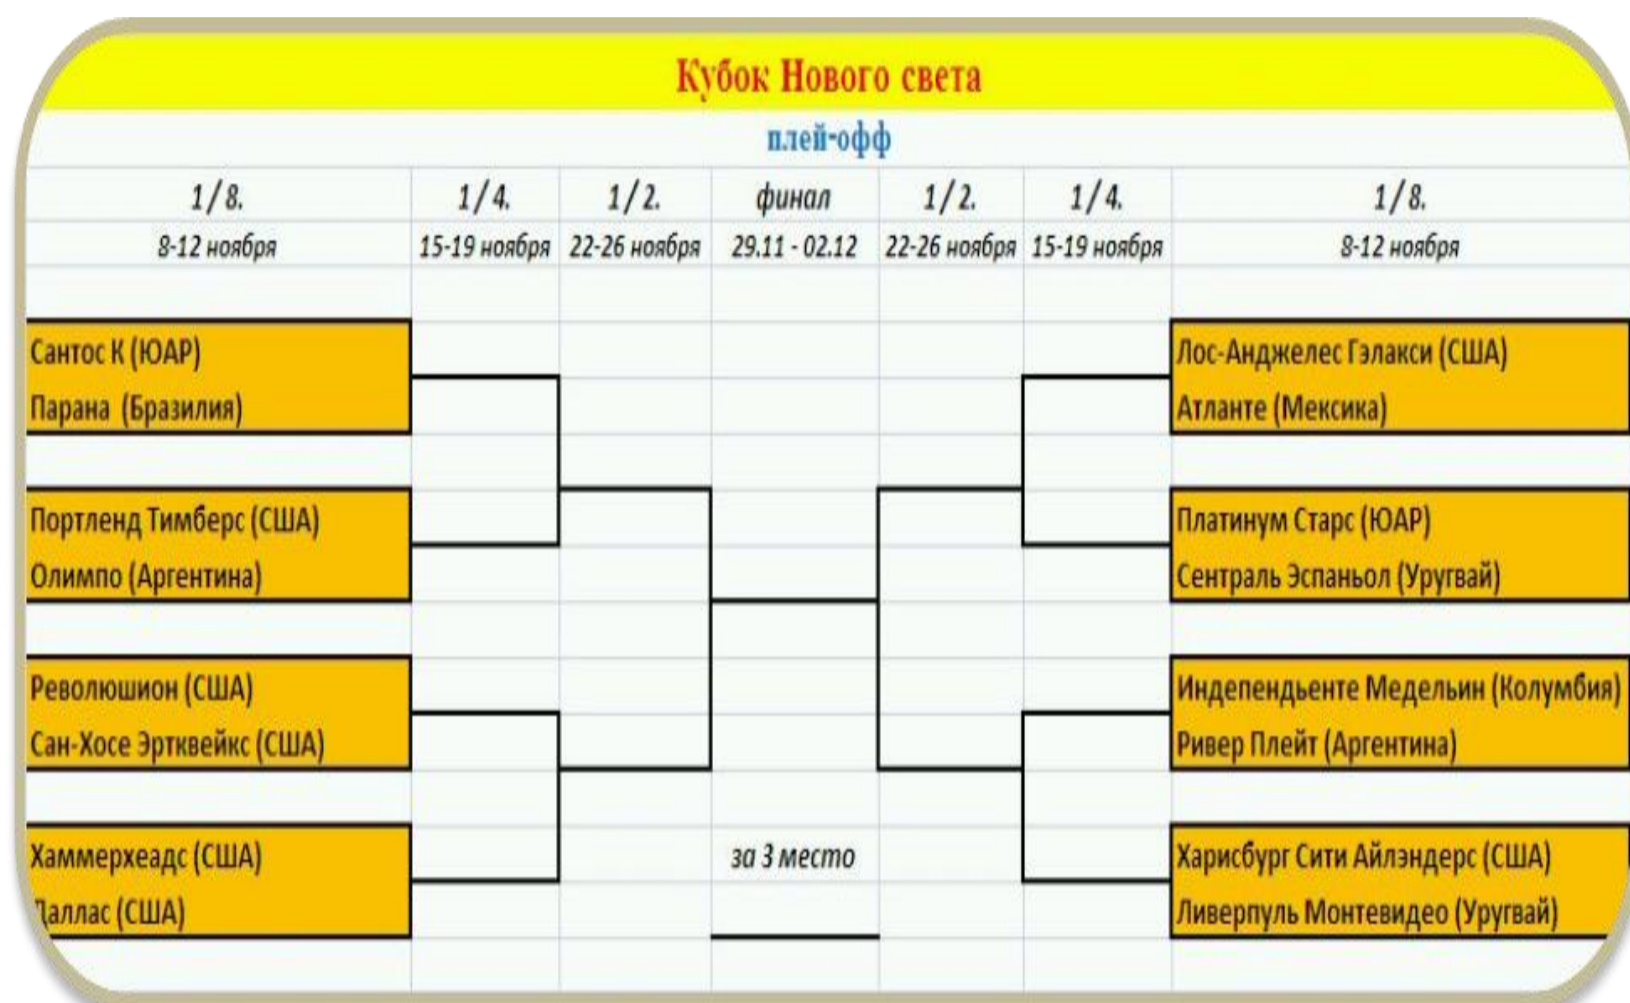 Кубок Нового света
плей-офф
1/8. 1/4. 1/2. финал 1/2. 1/4. 1/8.
8-12 ноября 15-19 ноября 22-26 ноября 29.11 - 02.12 22-26 ноября 15-19 ноября 8-12 ноября
Сантос К (ЮАР) Лос-Анджелес Гэлакси (США)
Парана (Бразилия) Атланте (Мексика)
Портленд Тимберс (США) Платинум Старс (ЮАР)
Олимпо (Аргентина) Сентраль Эспаньол (Уругвай)
Революшион (США) Индепендьенте Медельин (Колумбия)
Сан-Хосе Эртквейкс (США) Ривер Плейт (Аргентина)
Хаммерхеадс (США) за 3 место Харисбург Сити Айлэндерс (США)
Даллас (США) Ливерпуль Монтевидео (Уругвай)